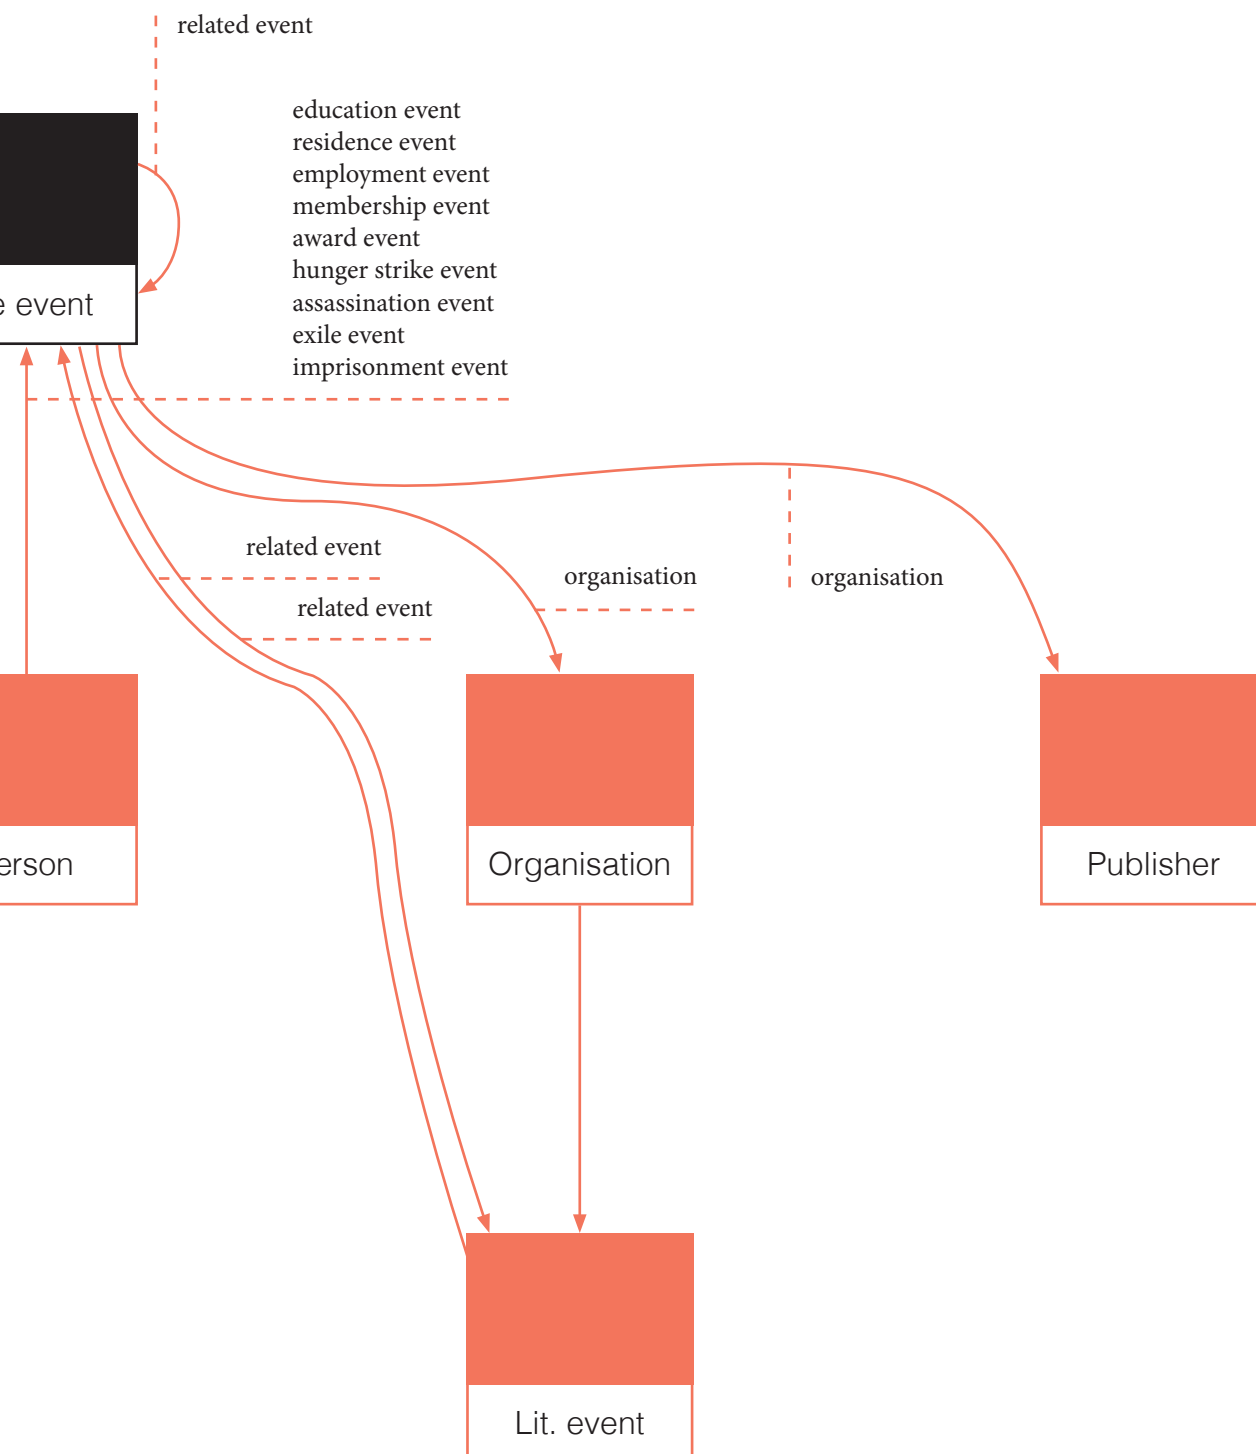 related event
education event
residence event
employment event
membership event
award event
hunger strike event
assassination event
exile event
imprisonment event
e event
related event
organisation
organisation
related event
erson
Organisation
Publisher
Lit. event